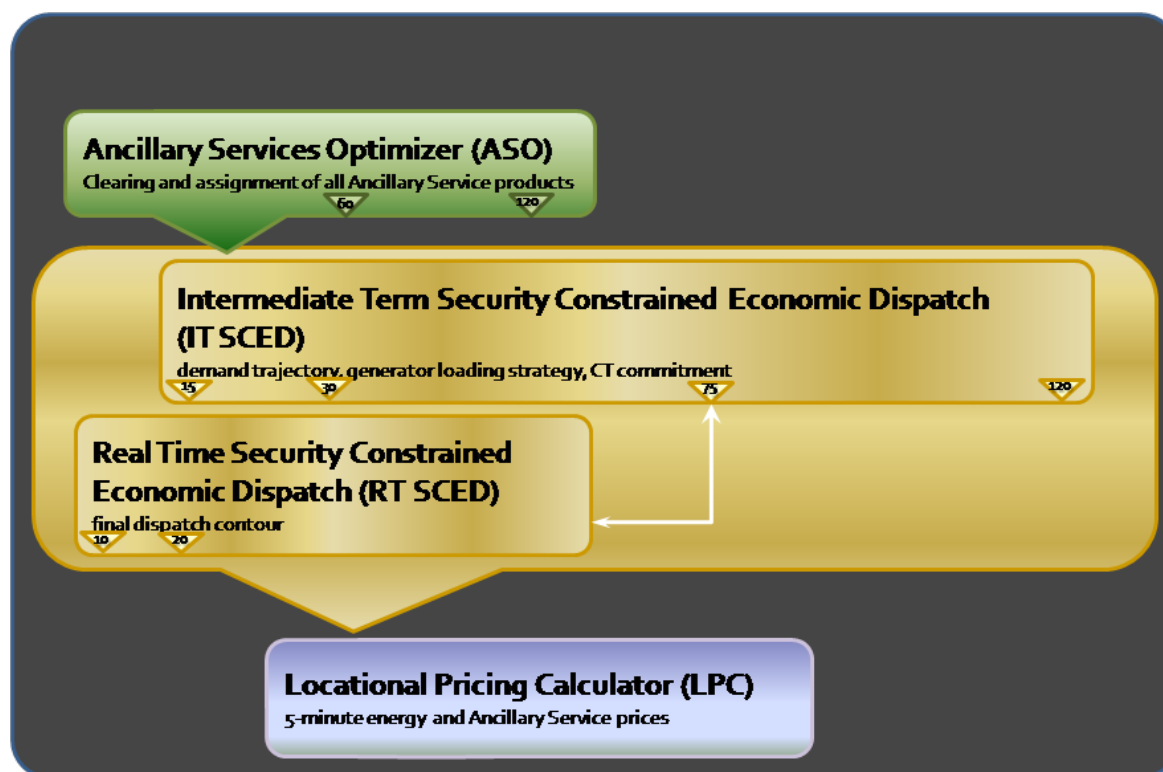 Ancillary Services Optimizer (ASO)
Clearing and assignment of all Ancillary Service products
60 120
Intermediate Term Security Constrained Economic Dispatch
(IT SCED)
demand trajectory, generator loading strategy, CT commitment
15 30 75 120
Real Time Security Constrained
Economic Dispatch (RT SCED)
final dispatch contour
10 20
Locational Pricing Calculator (LPC)
5-minute energy and Ancillary Service prices